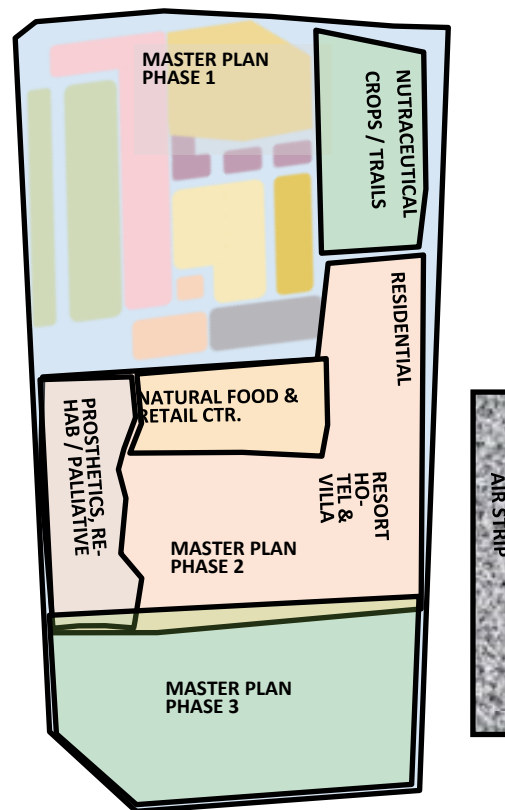 MASTER PLAN
PHASE 1
NUTRACEUTICAL
CROPS / TRAILS
RESIDENTIAL
NATURAL FOOD &
RETAIL CTR.
PROSTHETICS, RE-
HAB / PALLIATIVE
RESORT
HO-
TEL &
VILLA
AIR STRIP
MASTER PLAN
PHASE 2
MASTER PLAN
PHASE 3